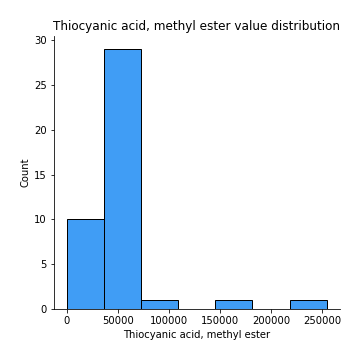 Thiocyanic acid, methyl ester value distribution
30
25
20
15
10
5
0
Count
0 50000 100000 150000 200000 250000
Thiocyanic acid, methyl ester